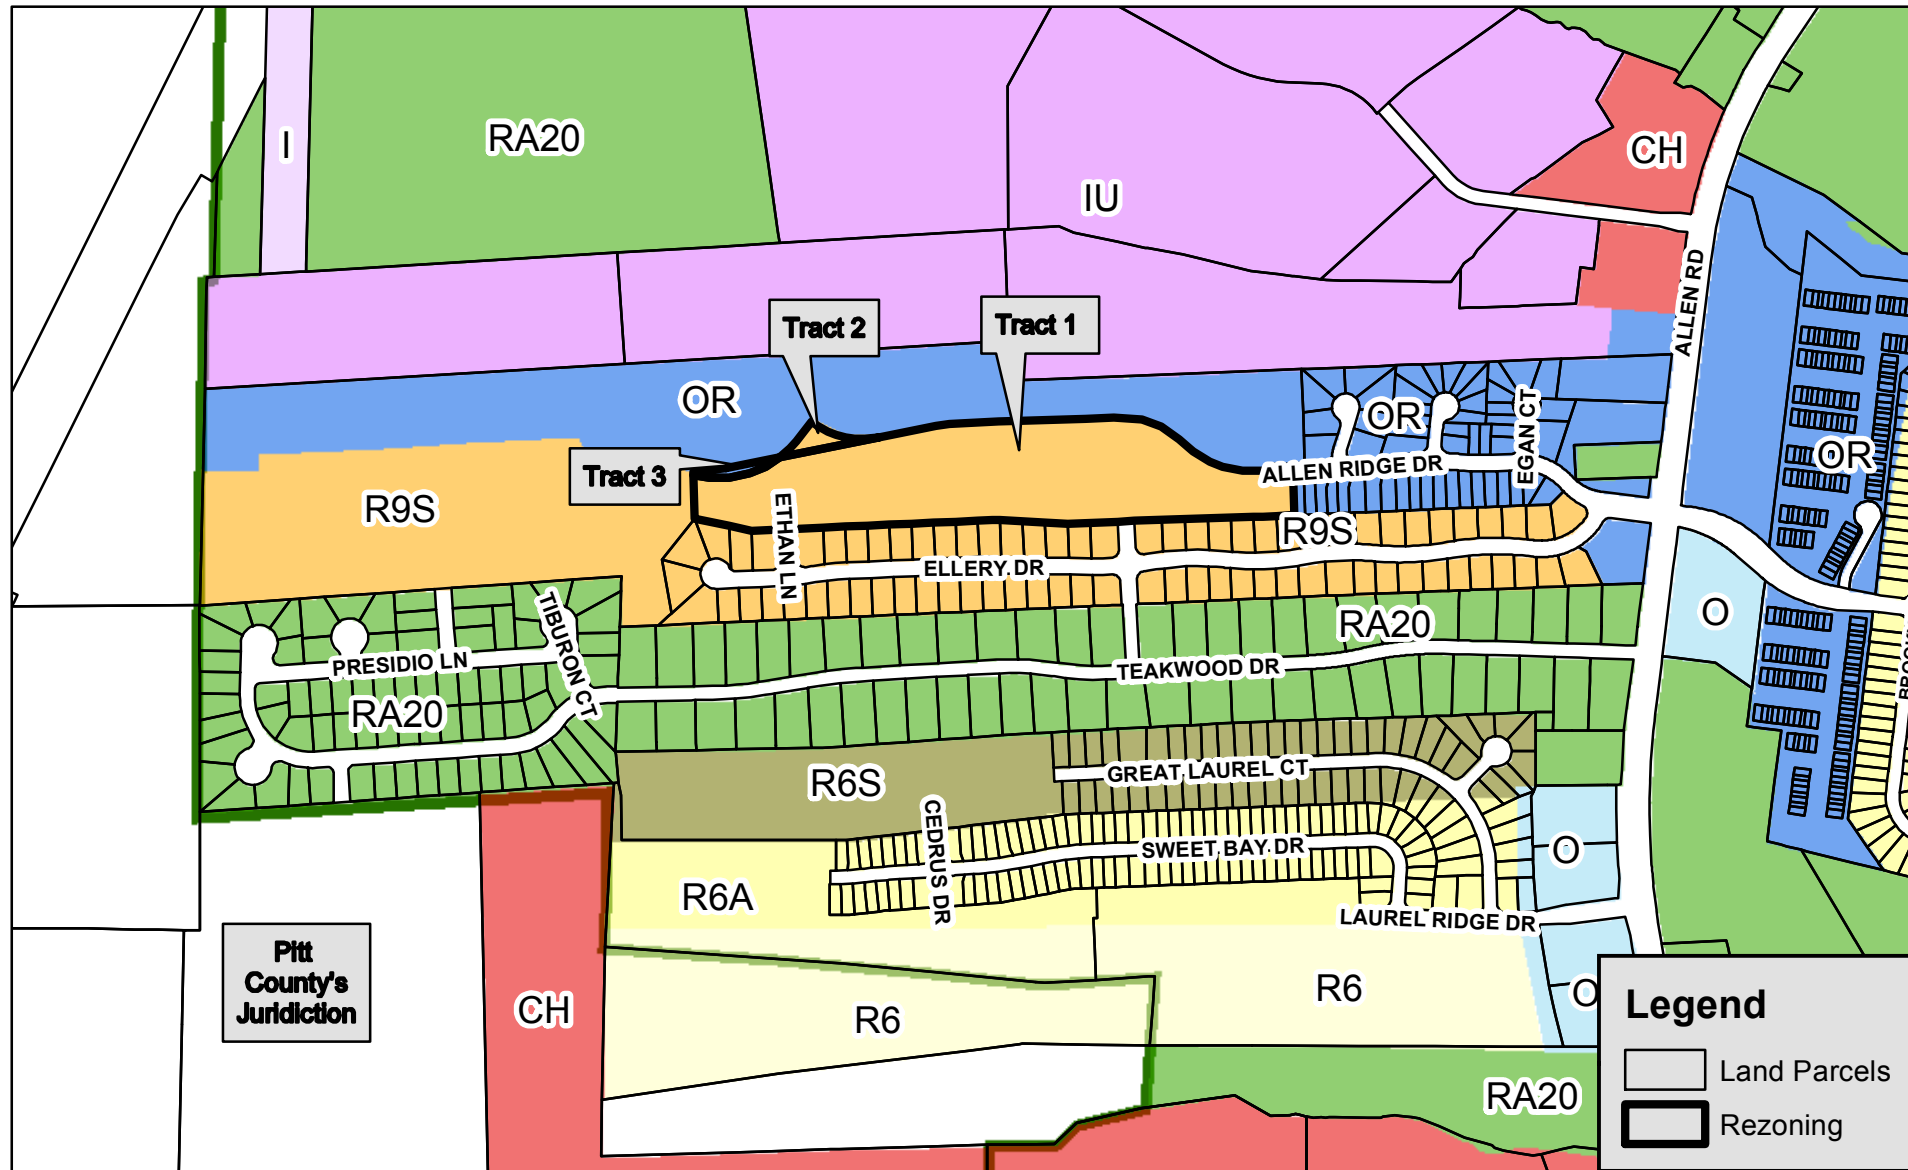 I
RA20
IU
CH
ALLEN RD
Tract 2
Tract 1
OR
OR
EGAN CT
OR
ALLEN RIDGE DR
Tract 3
R9S
ETHAN LN
R9S
ELLERY DR
TIBURON CT
O
RA20
PRESIDIO LN
TEAKWOOD DR
RA20
R6S
GREAT LAUREL CT
CEDRUS DR
SWEET BAY DR
O
R6A
LAUREL RIDGE DR
Pitt
County's
Juridiction
CH
R6
R6
O
RA20
Legend
Land Parcels
Rezoning